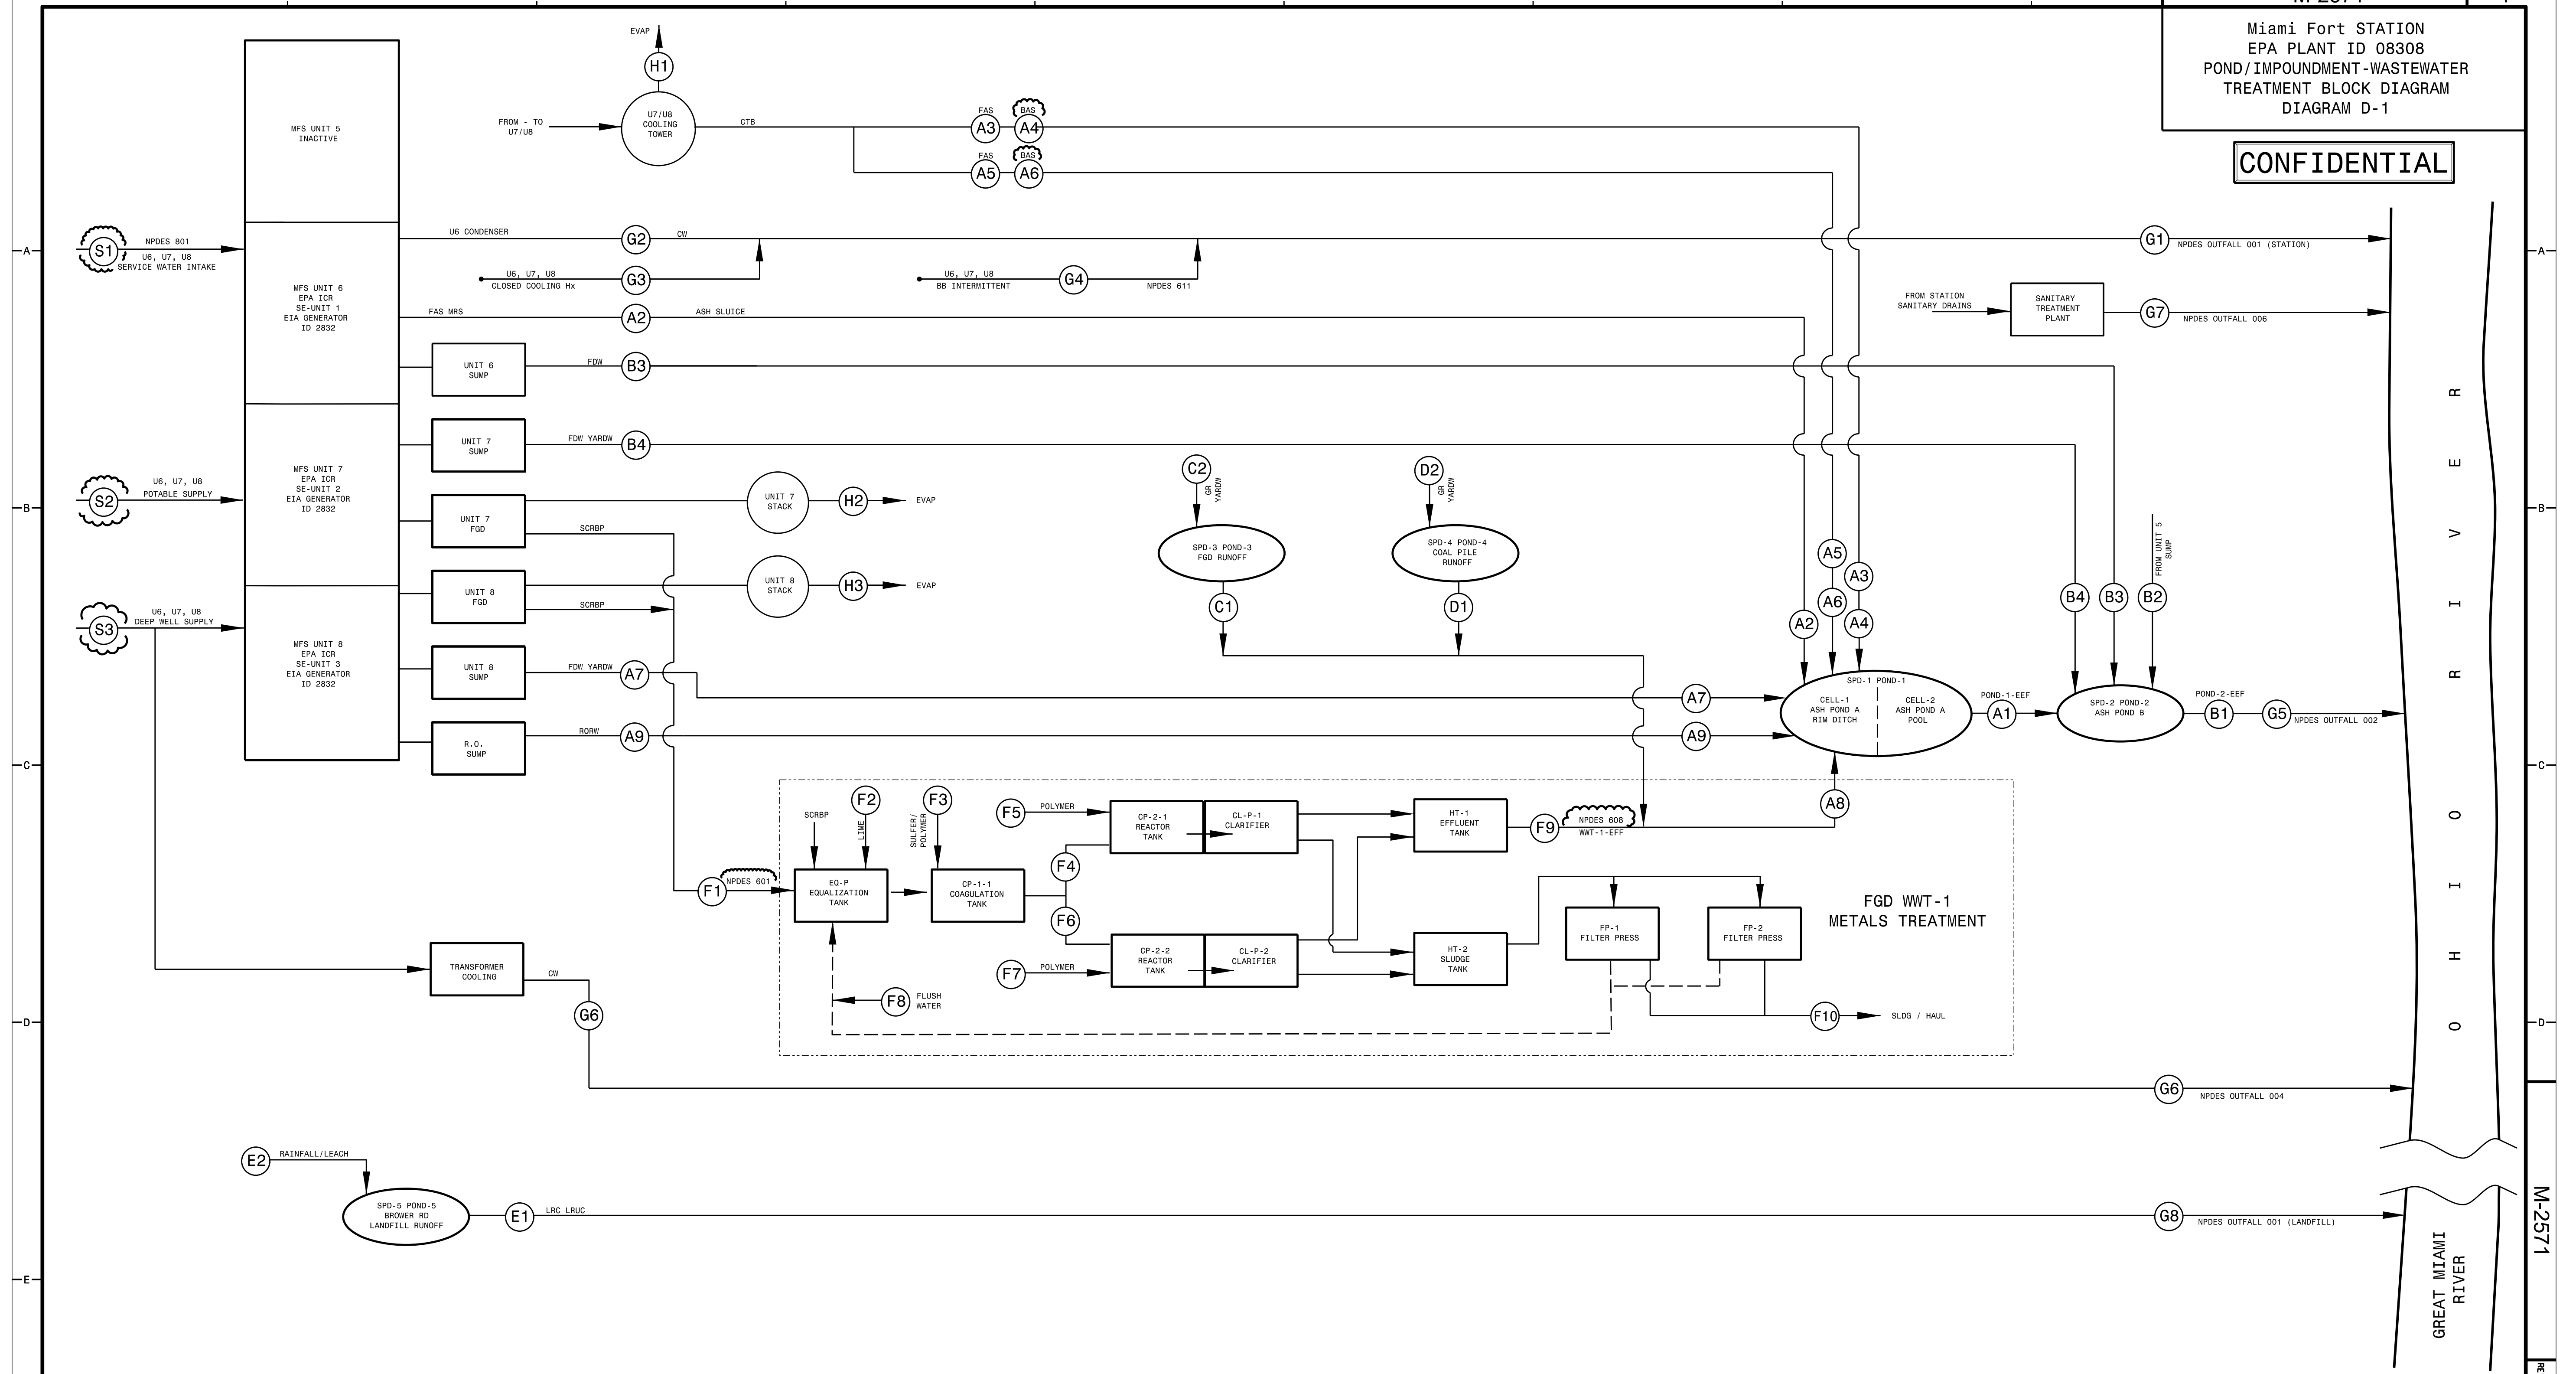 Miami Fort STATION
EPA PLANT ID 08308
POND/IMPOUNDMENT-WASTEWATER
TREATMENT BLOCK DIAGRAM
DIAGRAM D-1
CONFIDENTIAL
EVAP
H1
MFS UNIT 5
INACTIVE
FROM - TO
U7/U8
U7/U8
COOLING
TOWER
CTB
FAS
A3
BAS
A4
FAS
A5
BAS
A6
A
S1
NPDES 801
U6, U7, U8
SERVICE WATER INTAKE
U6 CONDENSER
G2
CW
G1
NPDES OUTFALL 001 (STATION)
A
U6, U7, U8
CLOSED COOLING Hx
G3
U6, U7, U8
BB INTERMITTENT
G4
NPDES 611
MFS UNIT 6
EPA ICR
SE-UNIT 1
EIA GENERATOR
ID 2832
FAS MRS
A2
ASH SLUICE
FROM STATION
SANITARY DRAINS
SANITARY
TREATMENT
PLANT
G7
NPDES OUTFALL 006
UNIT 6
SUMP
FDW
B3
UNIT 7
SUMP
FDW YARDW
B4
MFS UNIT 7
EPA ICR
SE-UNIT 2
EIA GENERATOR
ID 2832
S2
U6, U7, U8
POTABLE SUPPLY
B
UNIT 7
FGD
SCRBP
UNIT 7
STACK
H2
EVAP
C2
GR
YARDW
D2
GR
YARDW
B
SPD-3 POND-3
FGD RUNOFF
SPD-4 POND-4
COAL PILE
RUNOFF
A5
A3
A6
A2
A4
FROM UNIT 5
SUMP
B4
B3
B2
UNIT 8
FGD
SCRBP
UNIT 8
STACK
H3
EVAP
C1
D1
S3
U6, U7, U8
DEEP WELL SUPPLY
MFS UNIT 8
EPA ICR
SE-UNIT 3
EIA GENERATOR
ID 2832
UNIT 8
SUMP
FDW YARDW
A7
A7
SPD-1 POND-1
CELL-1
ASH POND A
RIM DITCH
CELL-2
ASH POND A
POOL
POND-1-EEF
A1
SPD-2 POND-2
ASH POND B
POND-2-EEF
B1
G5
NPDES OUTFALL 002
R.O.
SUMP
RORW
A9
A9
C
C
SCRBP
F2
LIME
F3
SULFER/
POLYMER
F5
POLYMER
CP-2-1
REACTOR
TANK
CL-P-1
CLARIFIER
HT-1
EFFLUENT
TANK
F9
NPDES 608
WWT-1-EFF
A8
F1
NPDES 601
EQ-P
EQUALIZATION
TANK
CP-1-1
COAGULATION
TANK
F4
F6
FP-1
FILTER PRESS
FP-2
FILTER PRESS
FGD WWT-1
METALS TREATMENT
F7
POLYMER
CP-2-2
REACTOR
TANK
CL-P-2
CLARIFIER
HT-2
SLUDGE
TANK
TRANSFORMER
COOLING
CW
G6
F8
FLUSH
WATER
F10
SLDG / HAUL
D
D
G6
NPDES OUTFALL 004
OHIO RIVER
E2
RAINFALL/LEACH
SPD-5 POND-5
BROWER RD
LANDFILL RUNOFF
E1
LRC LRUC
G8
NPDES OUTFALL 001 (LANDFILL)
GREAT MIAMI
RIVER
M-2571
E